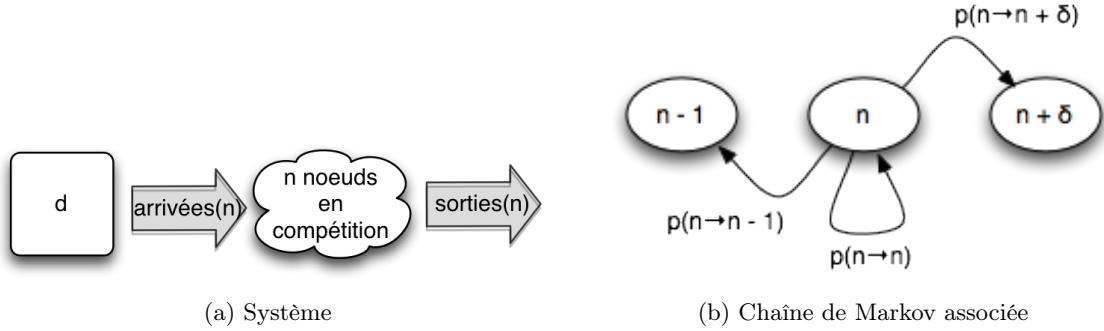 d
arrivées(n)
n noeuds
en
compétition
sorties(n)
(a) Système
p(n→n + δ)
n - 1
n
n + δ
p(n→n - 1)
p(n→n)
(b) Chaîne de Markov associée